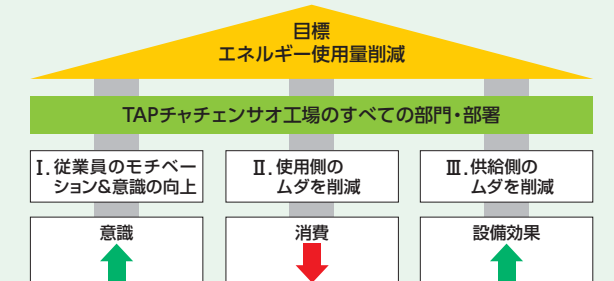 目標
エネルギー使用量削減
TAPチャチェンサオ工場のすべての部門・部署
Ⅰ.従業員のモチベー
ション&意識の向上
Ⅱ.使用側の
ムダを削減
Ⅲ.供給側の
ムダを削減
意識
消費
設備効果